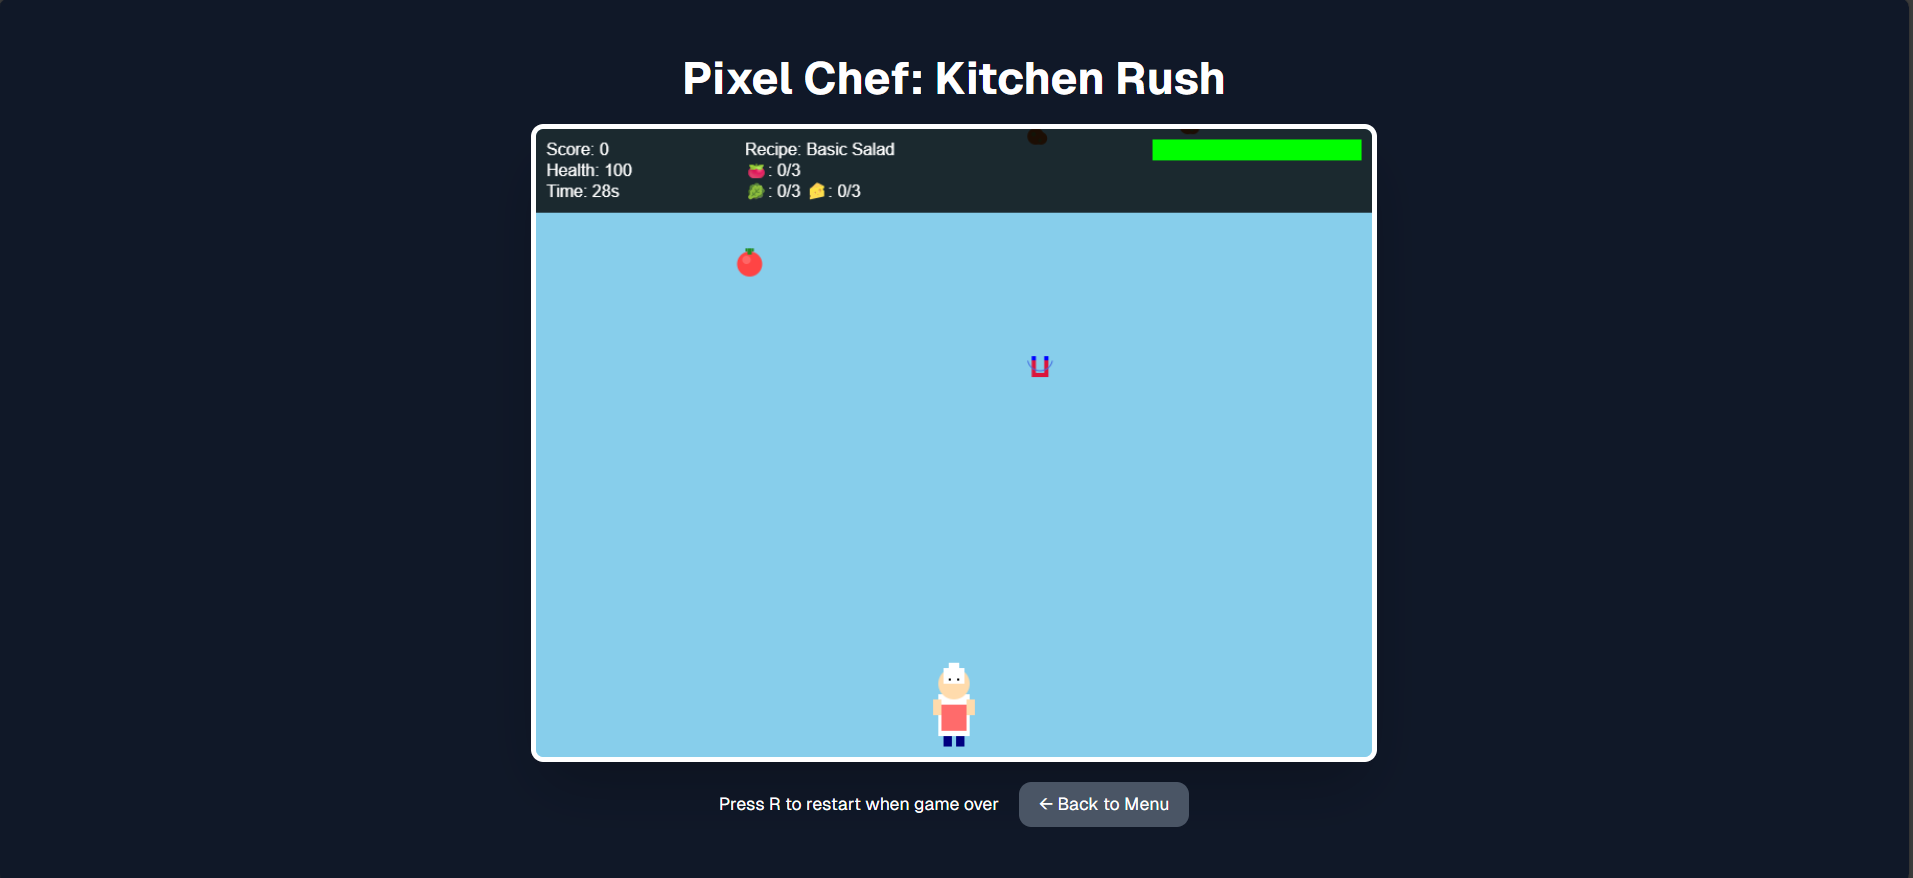 Pixel Chef: Kitchen Rush
Score: 0
Health: 100
Time: 28s
Recipe: Basic Salad
🍅: 0/3
🥬: 0/3 🧀: 0/3
Press R to restart when game over
← Back to Menu